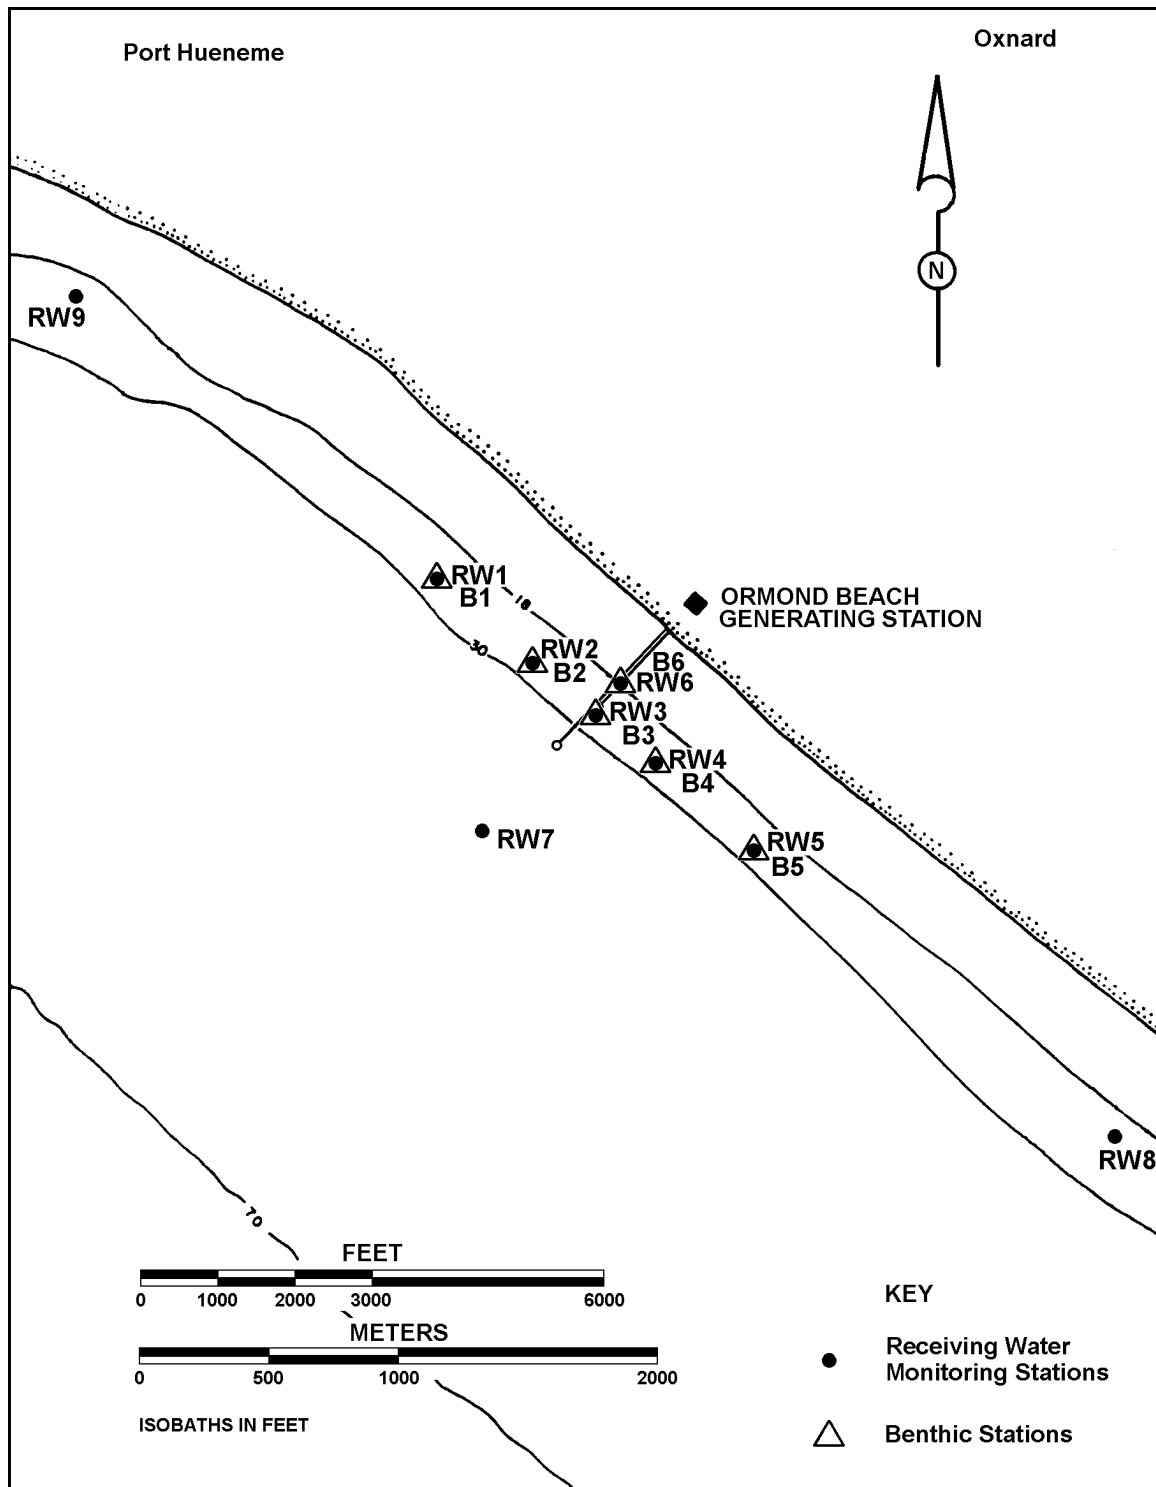 Port Hueneme
Oxnard
N
RW9
RW1
B1
18
ORMOND BEACH
GENERATING STATION
30
RW2
B2
B6
RW6
RW3
B3
RW4
B4
RW7
RW5
B5
RW8
70
FEET
0 1000 2000 3000 6000
METERS
0 500 1000 2000
ISOBATHS IN FEET
KEY
Receiving Water
Monitoring Stations
Benthic Stations